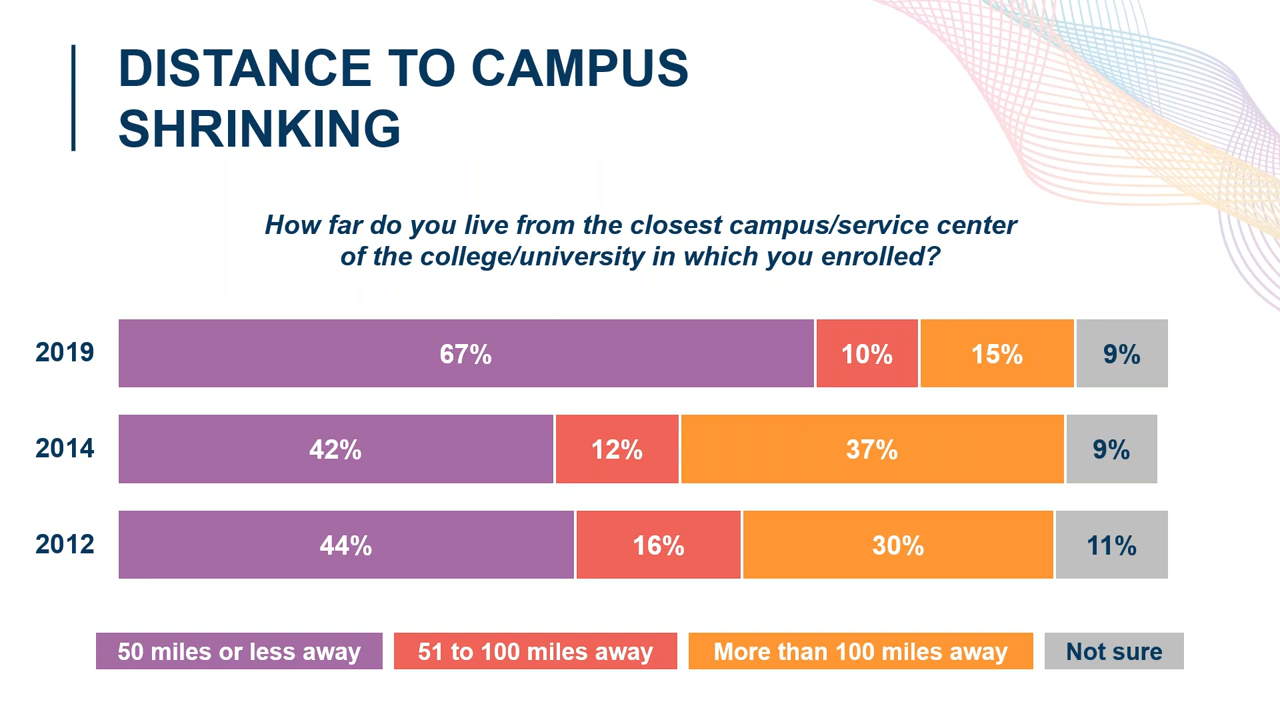 DISTANCE TO CAMPUS
SHRINKING
How far do you live from the closest campus/service center
of the college/university in which you enrolled?
2019 67% 10% 15% 9%
2014 42% 12% 37% 9%
2012 44% 16% 30% 11%
50 miles or less away 51 to 100 miles away More than 100 miles away Not sure